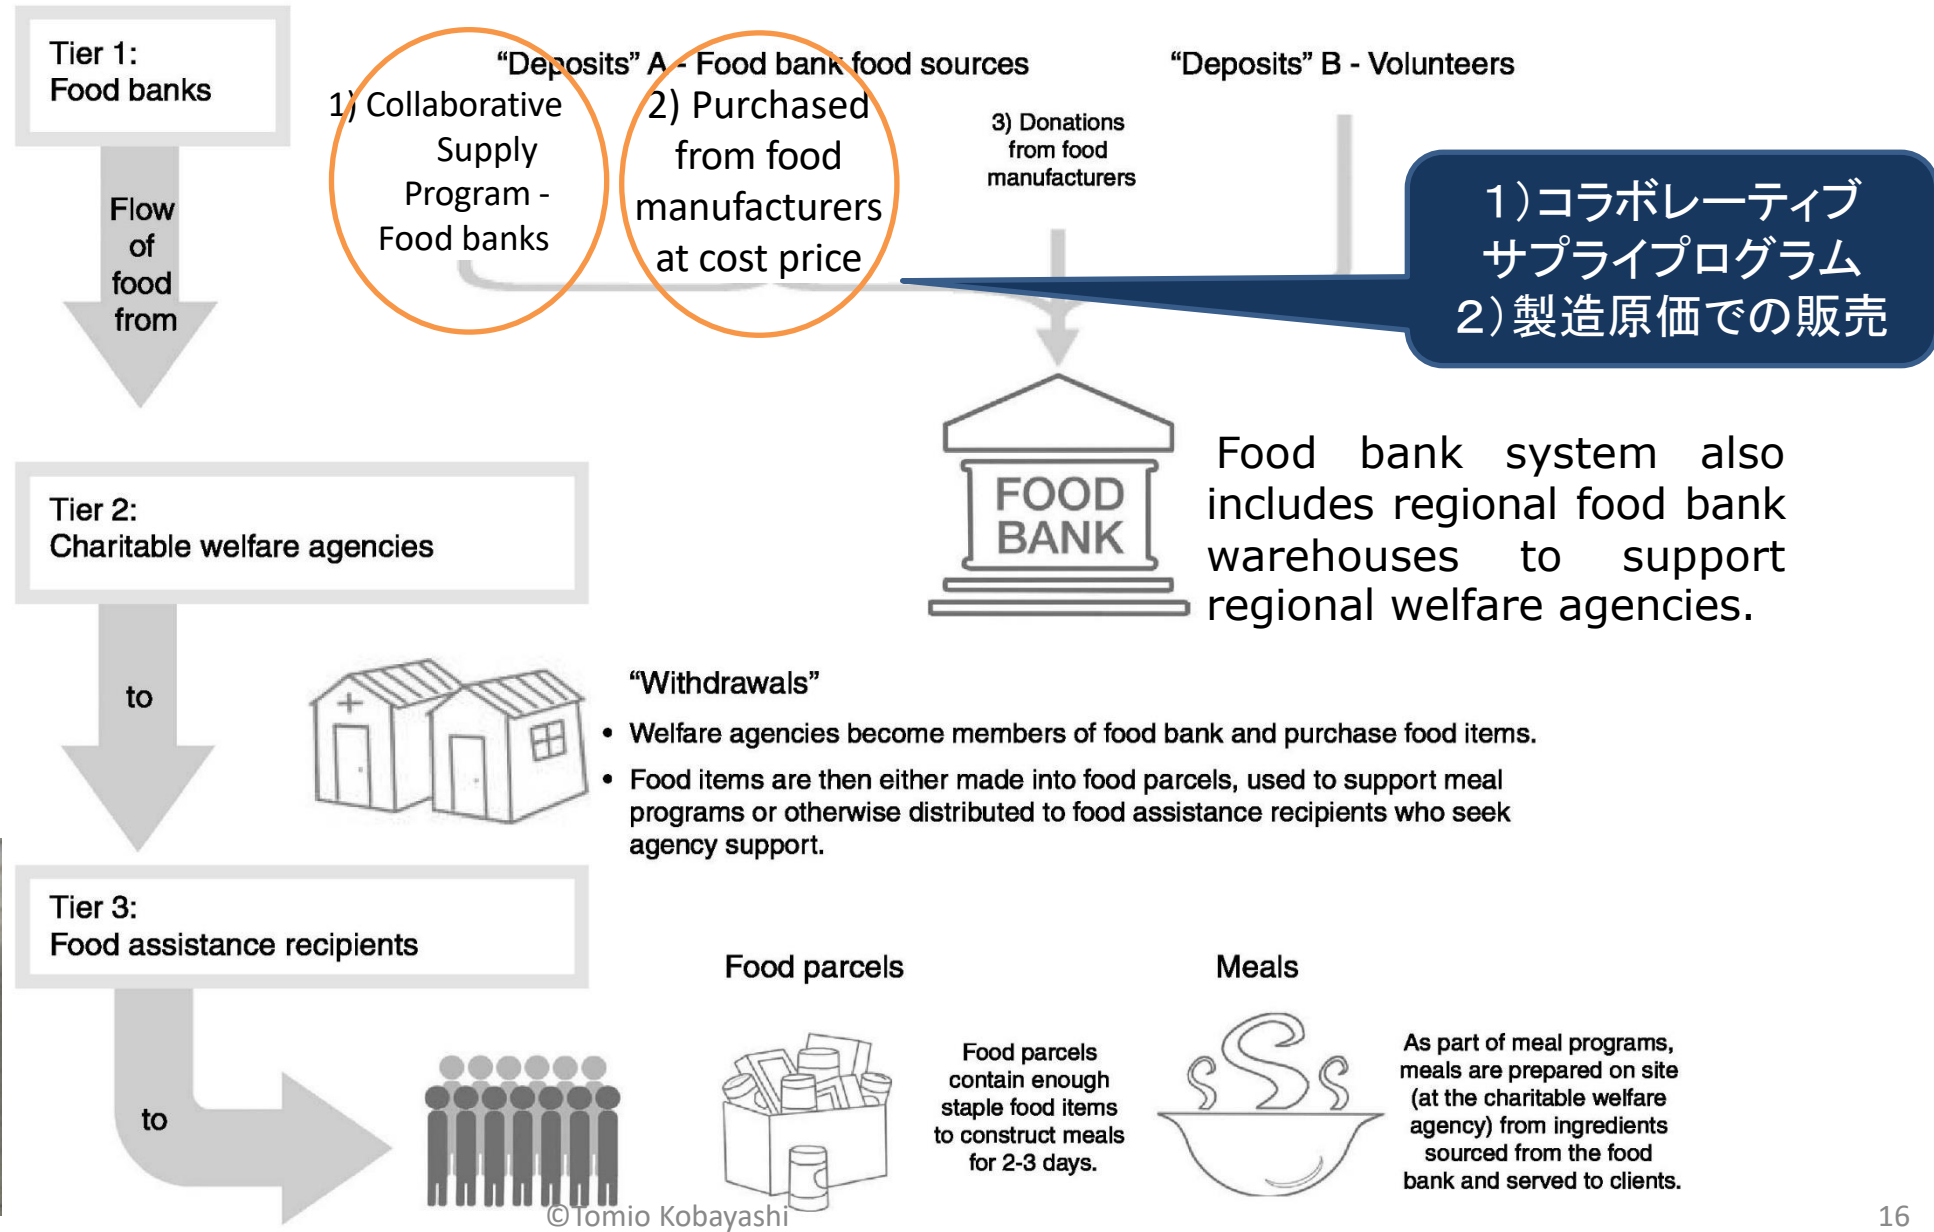 Tier 1:
Food banks
"Deposits" A - Food bank food sources
"Deposits" B - Volunteers
1) Collaborative
Supply
Program -
Food banks
2) Purchased
from food
manufacturers
at cost price
3) Donations
from food
manufacturers
1)コラボレーティブ
サプライプログラム
2)製造原価での販売
Flow
of
food
from
FOOD
BANK
Food bank system also
includes regional food bank
warehouses to support
regional welfare agencies.
Tier 2:
Charitable welfare agencies
to
"Withdrawals"
• Welfare agencies become members of food bank and purchase food items.
• Food items are then either made into food parcels, used to support meal
programs or otherwise distributed to food assistance recipients who seek
agency support.
Tier 3:
Food assistance recipients
to
Food parcels
Food parcels
contain enough
staple food items
to construct meals
for 2-3 days.
Meals
As part of meal programs,
meals are prepared on site
(at the charitable welfare
agency) from ingredients
sourced from the food
bank and served to clients.
©Tomio Kobayashi
16